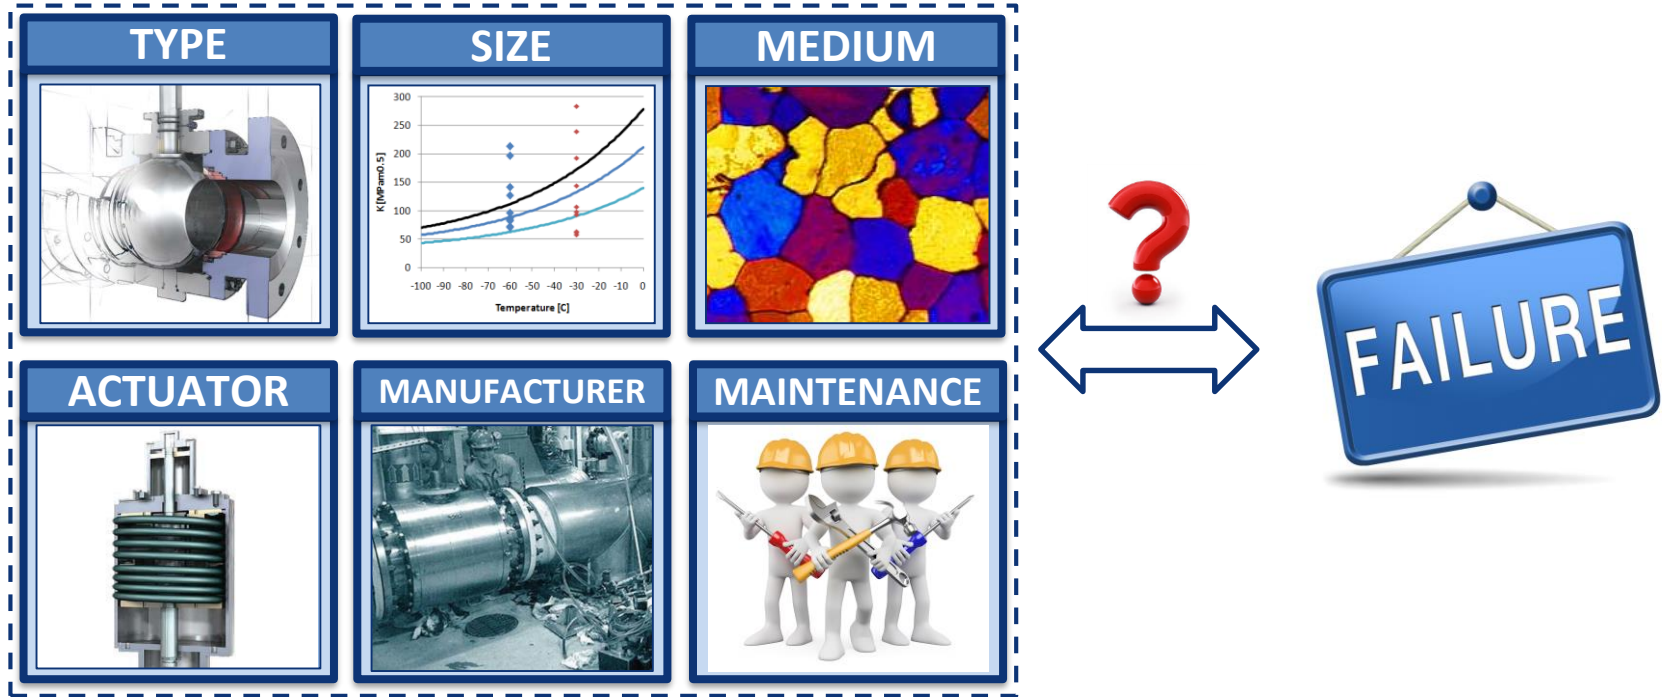 TYPE
SIZE
MEDIUM
300
250
200
150
100
50
0
K[MPam0.5]
-100 -90 -80 -70 -60 -50 -40 -30 -20 -10 0
Temperature [C]
?
FAILURE
ACTUATOR
MANUFACTURER
MAINTENANCE